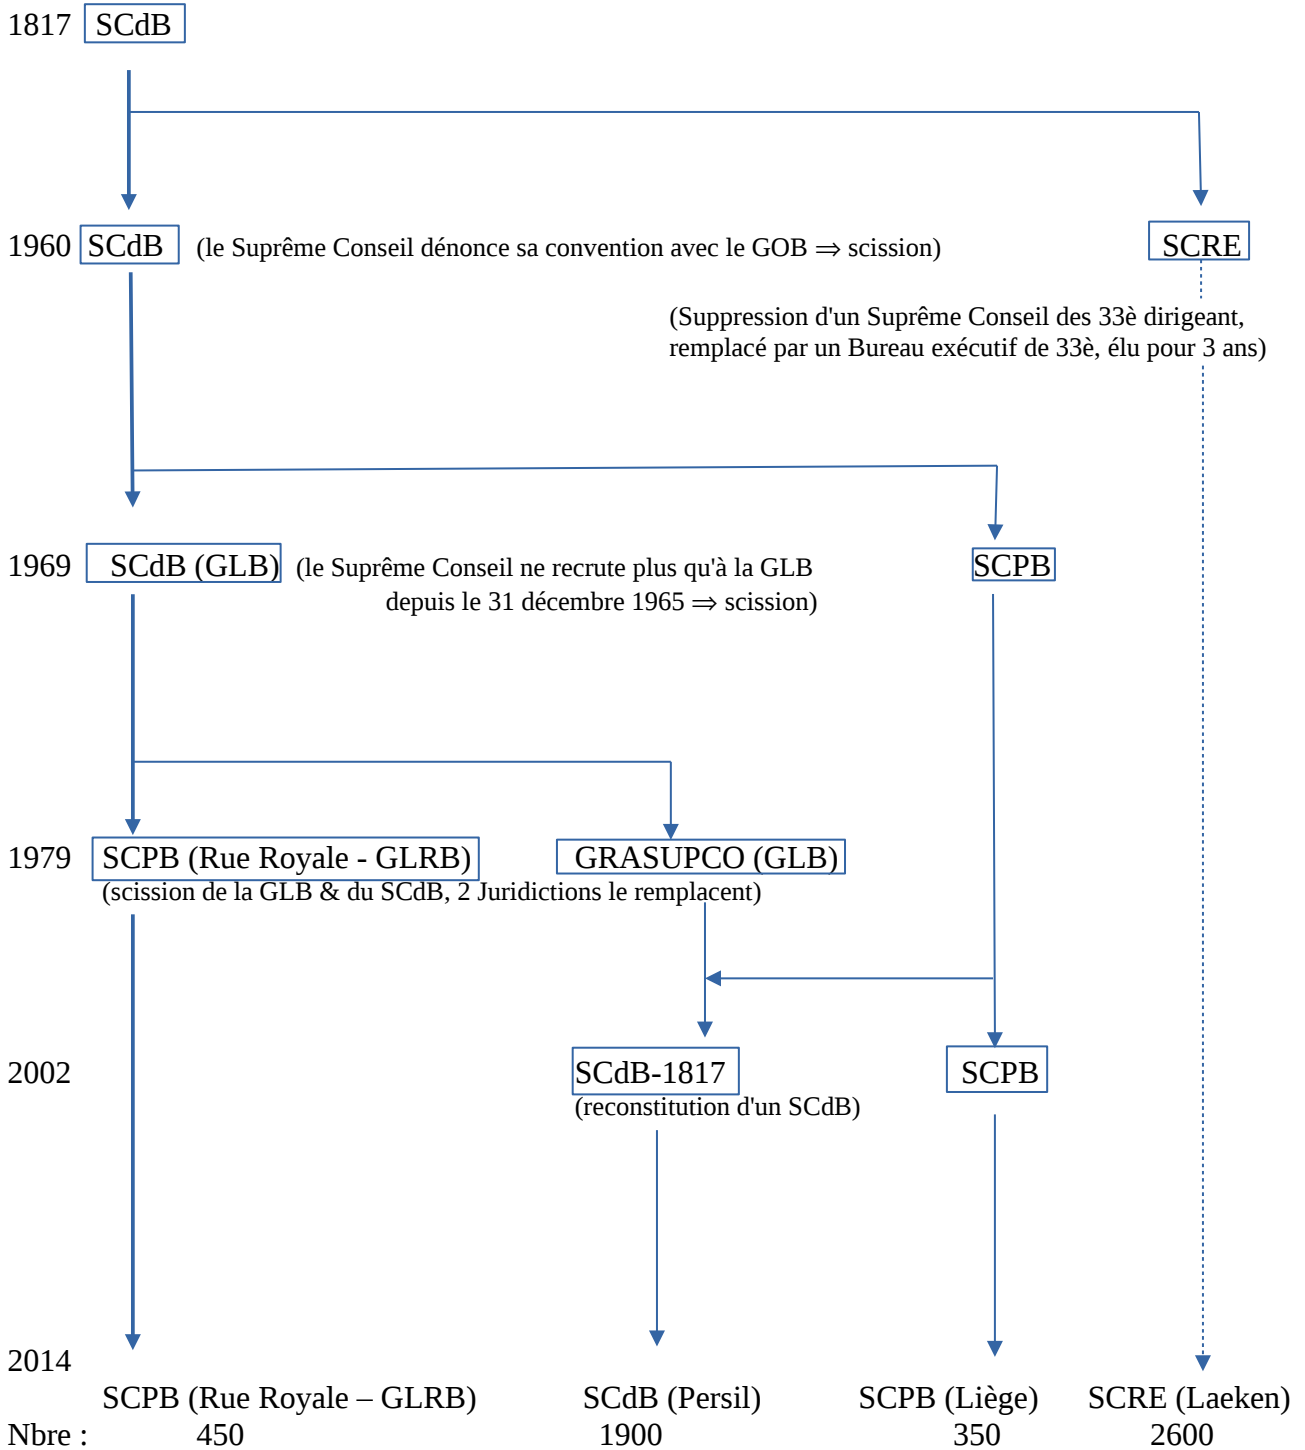 1817 SCdB
1960 SCdB (le Suprême Conseil dénonce sa convention avec le GOB ⇒ scission) SCRE
(Suppression d'un Suprême Conseil des 33è dirigeant,
remplacé par un Bureau exécutif de 33è, élu pour 3 ans)
1969 SCdB (GLB) (le Suprême Conseil ne recrute plus qu'à la GLB SCPB
depuis le 31 décembre 1965 ⇒ scission)
1979 SCPB (Rue Royale - GLRB) GRASUPCO (GLB)
(scission de la GLB & du SCdB, 2 Juridictions le remplacent)
2002 SCdB-1817 SCPB
(reconstitution d'un SCdB)
2014
SCPB (Rue Royale – GLRB) SCdB (Persil) SCPB (Liège) SCRE (Laeken)
Nbre : 450 1900 350 2600